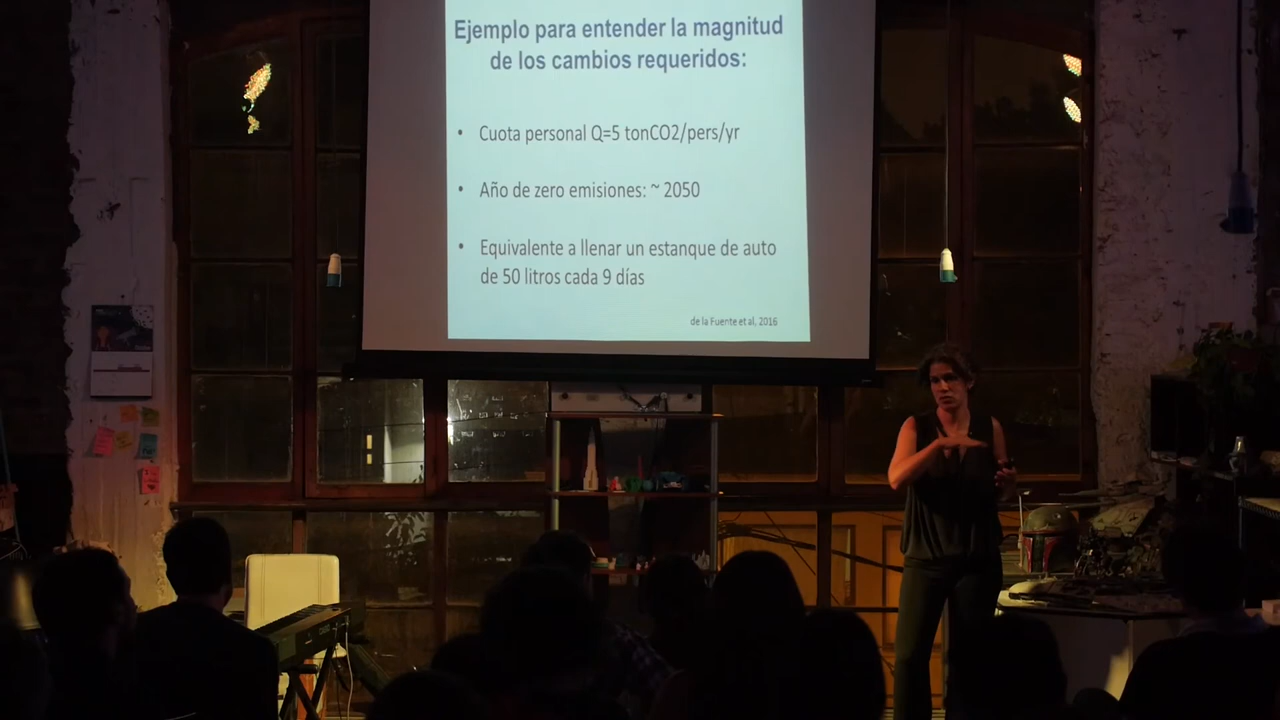 Ejemplo para entender la magnitud
de los cambios requeridos:
• Cuota personal Q=5 tonCO2/pers/yr
• Año de zero emisiones: ~ 2050
• Equivalente a llenar un estanque de auto
de 50 litros cada 9 días
de la Fuente et al, 2016